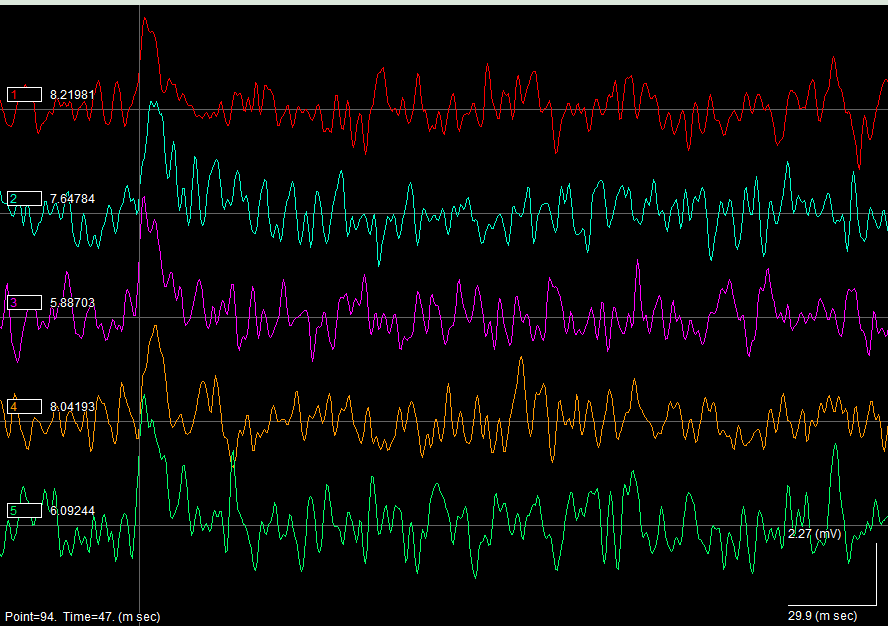 1 8.21981
2 7.64784
3 5.88703
4 8.04193
5 6.09244
2.27 (mV)
29.9 (m sec)
Point=94. Time=47. (m sec)